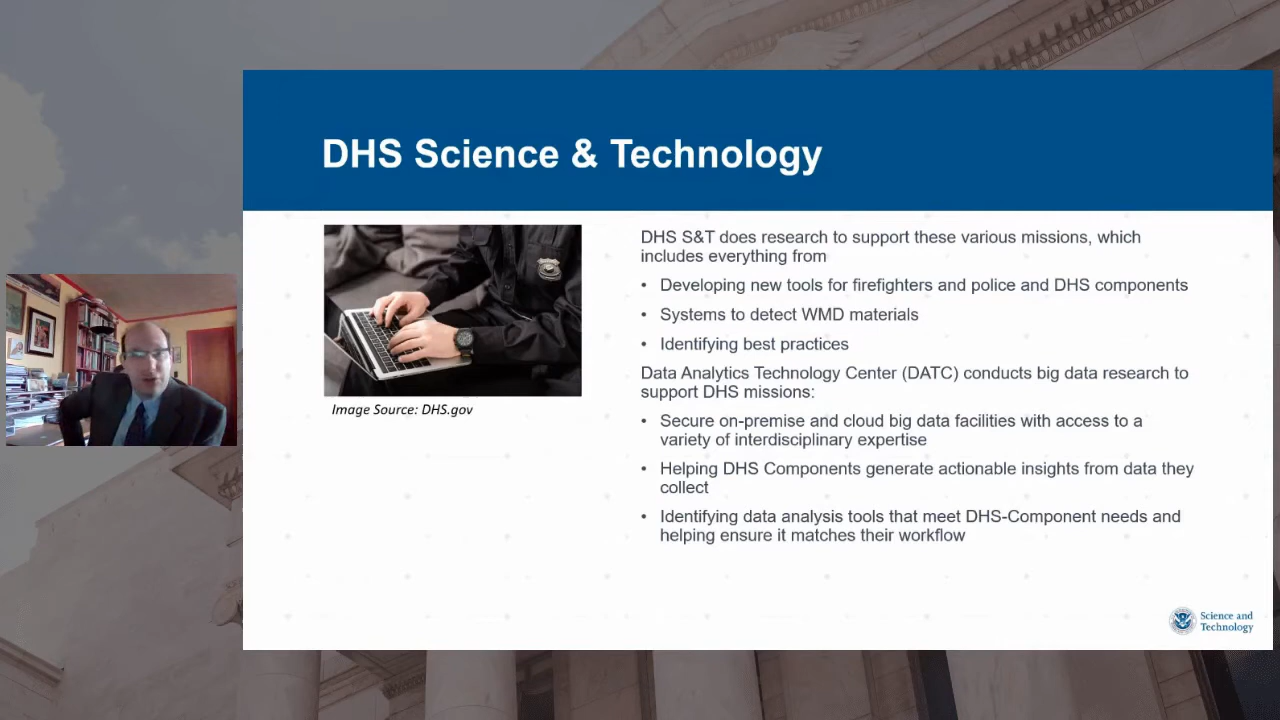 DHS Science & Technology
DHS S&T does research to support these various missions, which
includes everything from
• Developing new tools for firefighters and police and DHS components
• Systems to detect WMD materials
• Identifying best practices
Data Analytics Technology Center (DATC) conducts big data research to
support DHS missions:
• Secure on-premise and cloud big data facilities with access to a
variety of interdisciplinary expertise
• Helping DHS Components generate actionable insights from data they
collect
• Identifying data analysis tools that meet DHS-Component needs and
helping ensure it matches their workflow
Image Source: DHS.gov
Science and
Technology